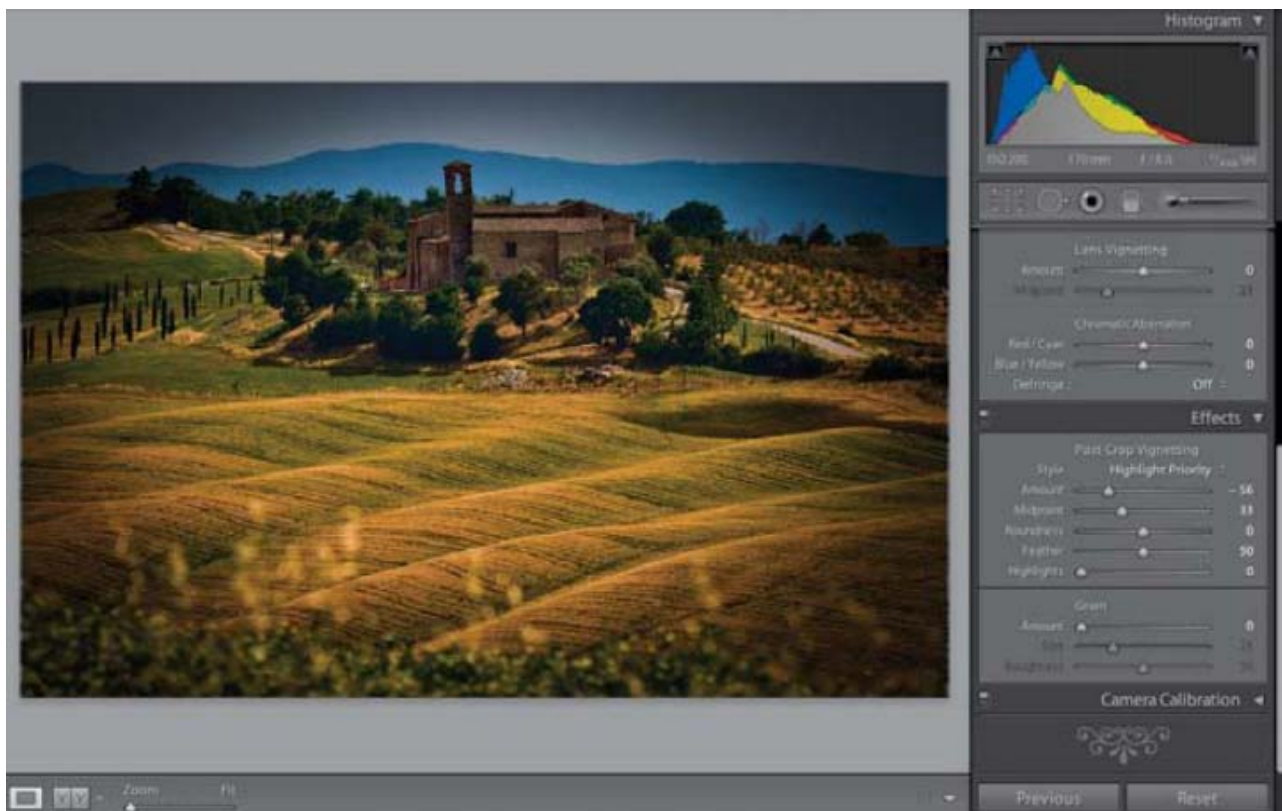 Histogram
ISO 200 170 mm f / 8.0
Lens Vignetting
Amount 0
Midpoint
Chromatic Aberration
Red / Cyan 0
Blue / Yellow 0
Defringe : Off
Effects
Post-Crop Vignetting
Style Highlight Priority
Amount – 56
Midpoint 33
Roundness 0
Feather 50
Highlights 0
Grain
Amount 0
Size 25
Roughness
Camera Calibration
Zoom Fit
Y Y
Previous Reset